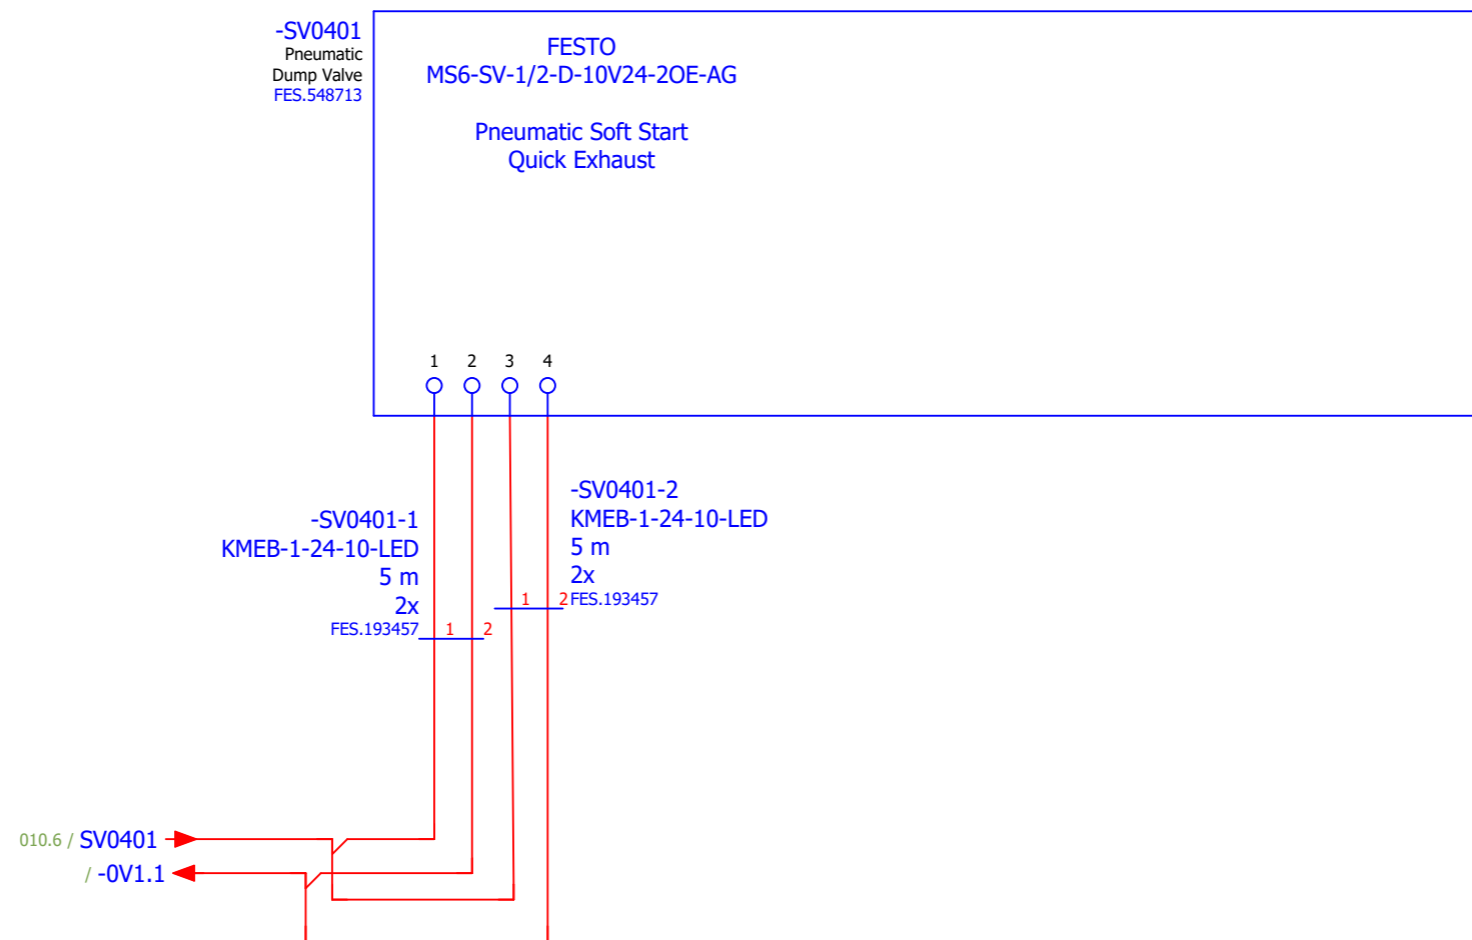 -SV0401
Pneumatic
Dump Valve
FES.548713
FESTO
MS6-SV-1/2-D-10V24-2OE-AG
Pneumatic Soft Start
Quick Exhaust
1 2 3 4
-SV0401-2
KMEB-1-24-10-LED
5 m
2x
1 2 FES.193457
-SV0401-1
KMEB-1-24-10-LED
5 m
2x
FES.193457 1 2
010.6 / SV0401
/ -0V1.1